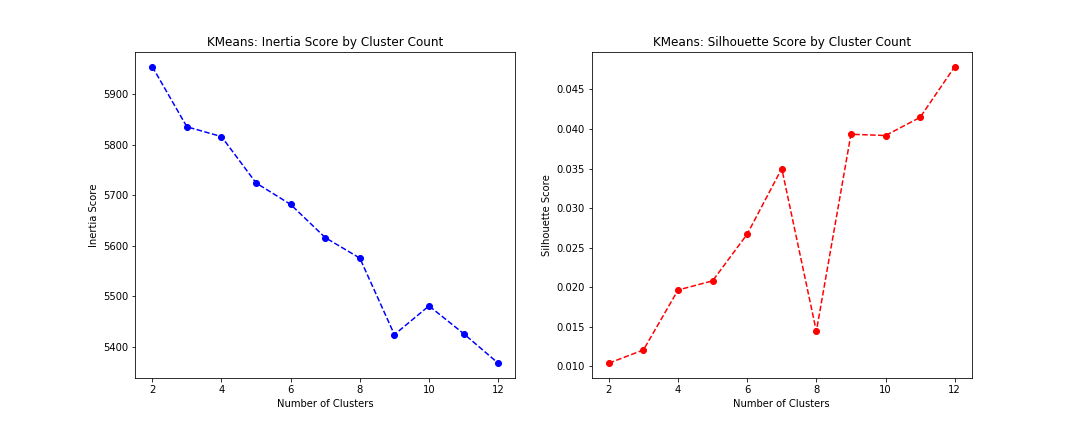 KMeans: Inertia Score by Cluster Count
Inertia Score
5900
5800
5700
5600
5500
5400
2 4 6 8 10 12
Number of Clusters
KMeans: Silhouette Score by Cluster Count
Silhouette Score
0.045
0.040
0.035
0.030
0.025
0.020
0.015
0.010
2 4 6 8 10 12
Number of Clusters